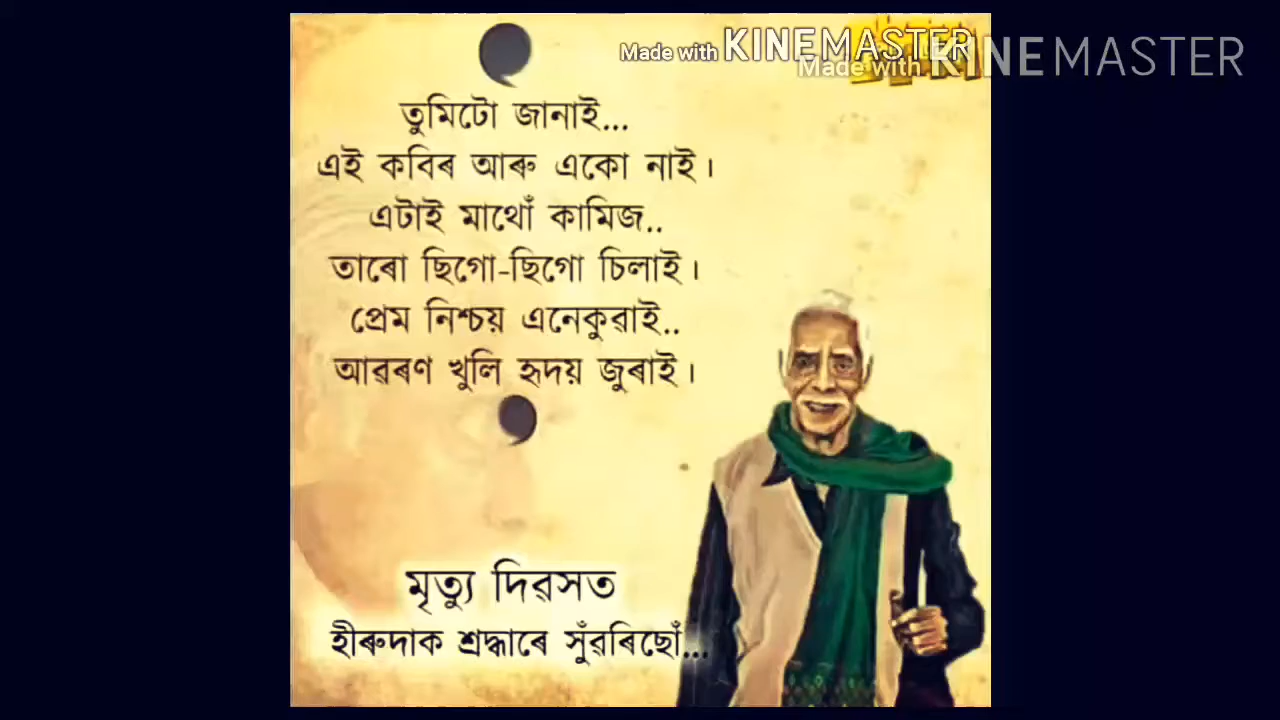 Made with KINEMASTER
Made with KINEMASTER
তুমিটো জানাই...
এই কবিৰ আৰু একো নাই।
এটাই মাথোঁ কামিজ..
তাৰো ছিগো-ছিগো চিলাই।
প্ৰেম নিশ্চয় এনেকুৱাই..
আৱৰণ খুলি হৃদয় জুৰাই।
মৃত্যু দিৱসত
হীৰুদাক শ্ৰদ্ধাৰে সুঁৱৰিছোঁ...